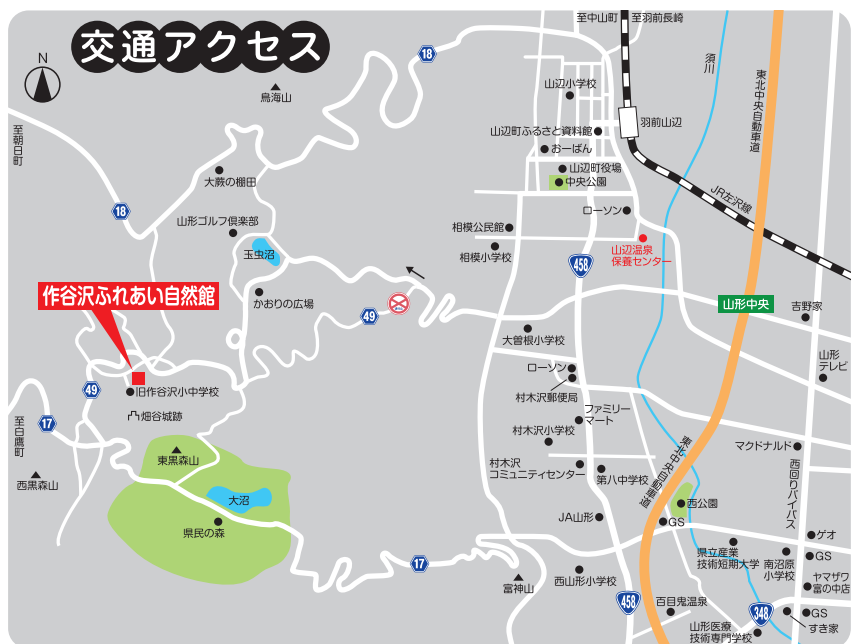 交通アクセス
N
至中山町
至羽前長崎
18
須川
東北中央自動車道
鳥海山
山辺小学校
至朝日町
山辺町ふるさと資料館
羽前山辺
おーばん
大蕨の棚田
山辺町役場
中央公園
JR左沢線
18
山形ゴルフ倶楽部
ローソン
相模公民館
玉虫沼
相模小学校
山辺温泉
保養センター
458
作谷沢ふれあい自然館
かおりの広場
49
山形中央
吉野家
大曽根小学校
山形
テレビ
ローソン
49
旧作谷沢小中学校
村木沢郵便局
畑谷城跡
ファミリー
マート
至白鷹町
17
村木沢小学校
東北中央自動車道
マクドナルド
東黒森山
村木沢
コミュニティセンター
第八中学校
西回りバイパス
西黒森山
大沼
西公園
JA山形
GS
県民の森
ゲオ
県立産業
技術短期大学
南沼原
小学校
GS
17
富神山
西山形小学校
ヤマザワ
富の中店
458
百目鬼温泉
348
GS
山形医療
技術専門学校
すき家